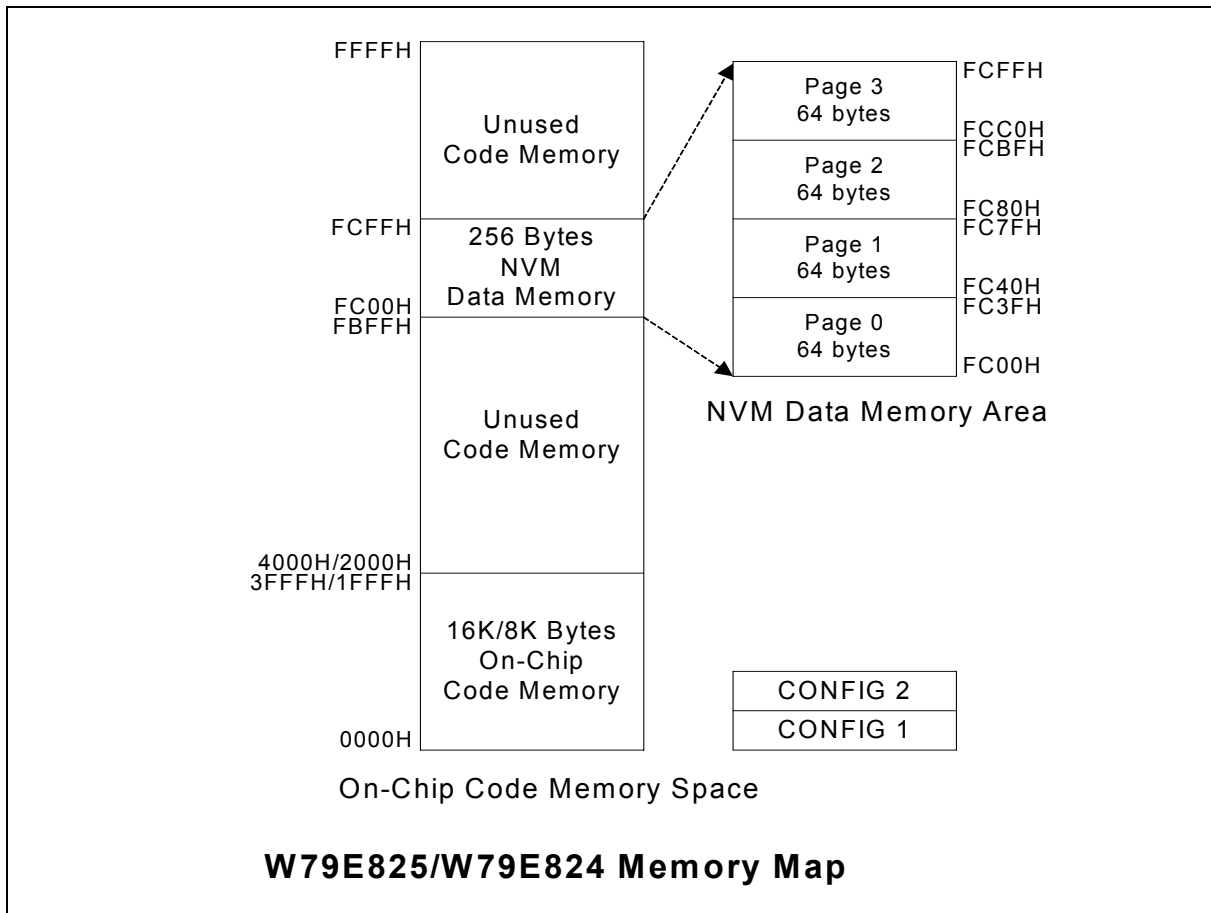 FFFFH
Unused
Code Memory
FCFFH
256 Bytes
NVM
Data Memory
FC00H
FBFFH
Unused
Code Memory
4000H/2000H
3FFFH/1FFFH
16K/8K Bytes
On-Chip
Code Memory
0000H
On-Chip Code Memory Space
FCFFH
Page 3
64 bytes
FCC0H
FCBFH
Page 2
64 bytes
FC80H
FC7FH
Page 1
64 bytes
FC40H
FC3FH
Page 0
64 bytes
FC00H
NVM Data Memory Area
CONFIG 2
CONFIG 1
W79E825/W79E824 Memory Map